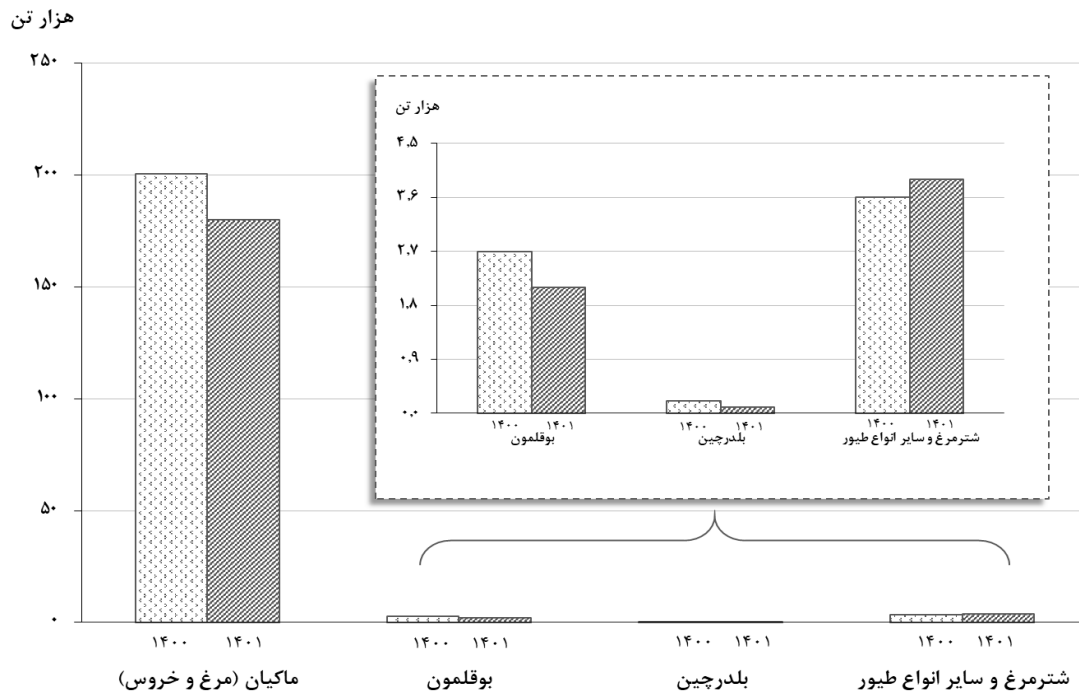 هزار تن
۲۵۰
۲۰۰
۱۵۰
۱۰۰
۵۰
۰
هزار تن
۴,۵
۳,۶
۲,۷
۱,۸
۰,۹
۰,۰
۱۴۰۰ ۱۴۰۱
بوقلمون
۱۴۰۰ ۱۴۰۱
بلدرچین
۱۴۰۰ ۱۴۰۱
شترمرغ و سایر انواع طیور
۱۴۰۰ ۱۴۰۱
ماکیان (مرغ و خروس)
۱۴۰۰ ۱۴۰۱
بوقلمون
۱۴۰۰ ۱۴۰۱
بلدرچین
۱۴۰۰ ۱۴۰۱
شترمرغ و سایر انواع طیور